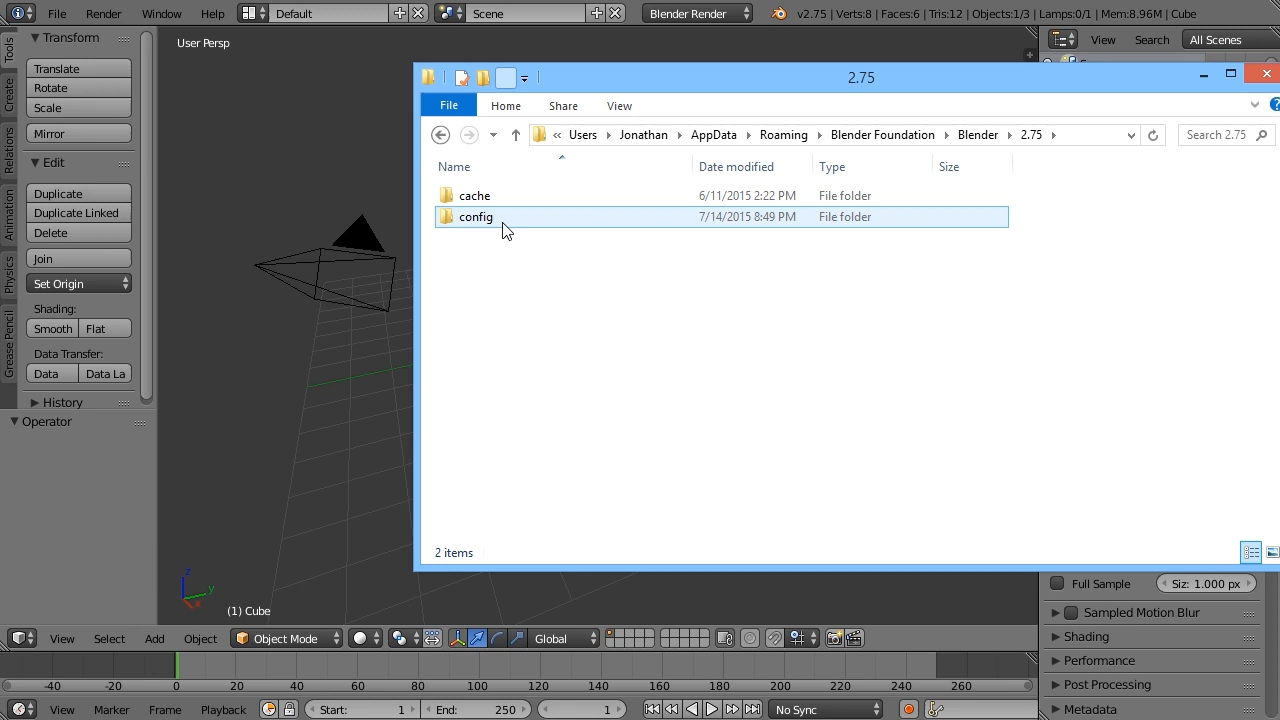 File Render Window Help Default Scene Blender Render v2.75 | Verts:8 | Faces:6 | Tris:12 | Objects:1/3 | Lamps:0/1 | Mem:8.96M | Cube
Tools
Create
Relations
Animation
Physics
Grease Pencil
Transform
Translate
Rotate
Scale
Mirror
Edit
Duplicate
Duplicate Linked
Delete
Join
Set Origin
Shading:
Smooth Flat
Data Transfer:
Data Data La
History
Operator
User Persp
View Search All Scenes
2.75
File Home Share View
« Users Jonathan AppData Roaming Blender Foundation Blender 2.75 Search 2.75
Name Date modified Type Size
cache 6/11/2015 2:22 PM File folder
config 7/14/2015 8:49 PM File folder
2 items
z
y
(1) Cube
Full Sample Siz: 1.000 px
Sampled Motion Blur
Shading
Performance
Post Processing
Metadata
View Select Add Object Object Mode Global
-40 -20 0 20 40 60 80 100 120 140 160 180 200 220 240 260
View Marker Frame Playback Start: 1 End: 250 1 No Sync